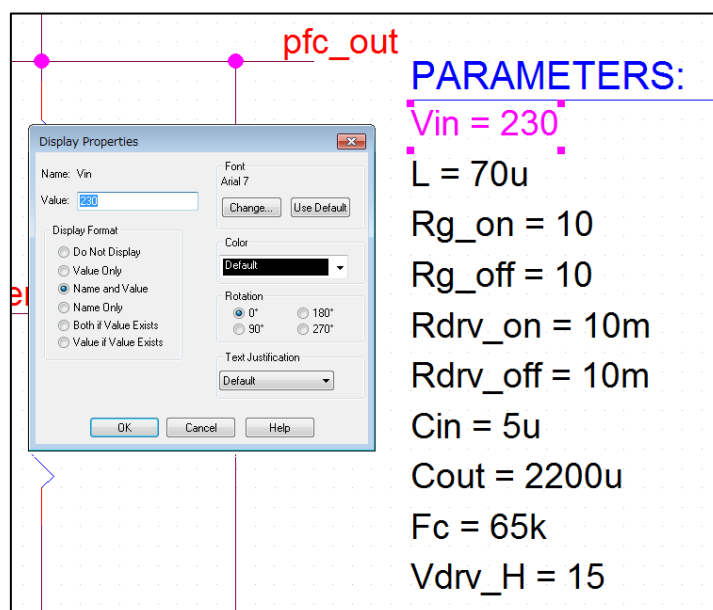 pfc_out
PARAMETERS:
Vin = 230
L = 70u
Rg_on = 10
Rg_off = 10
Rdrv_on = 10m
Rdrv_off = 10m
Cin = 5u
Cout = 2200u
Fc = 65k
Vdrv_H = 15
Display Properties
Name: Vin
Value: 230
Display Format
Do Not Display
Value Only
Name and Value
Name Only
Both if Value Exists
Value if Value Exists
Font
Arial 7
Change...
Use Default
Color
Default
Rotation
0° 180°
90° 270°
Text Justification
Default
OK
Cancel
Help